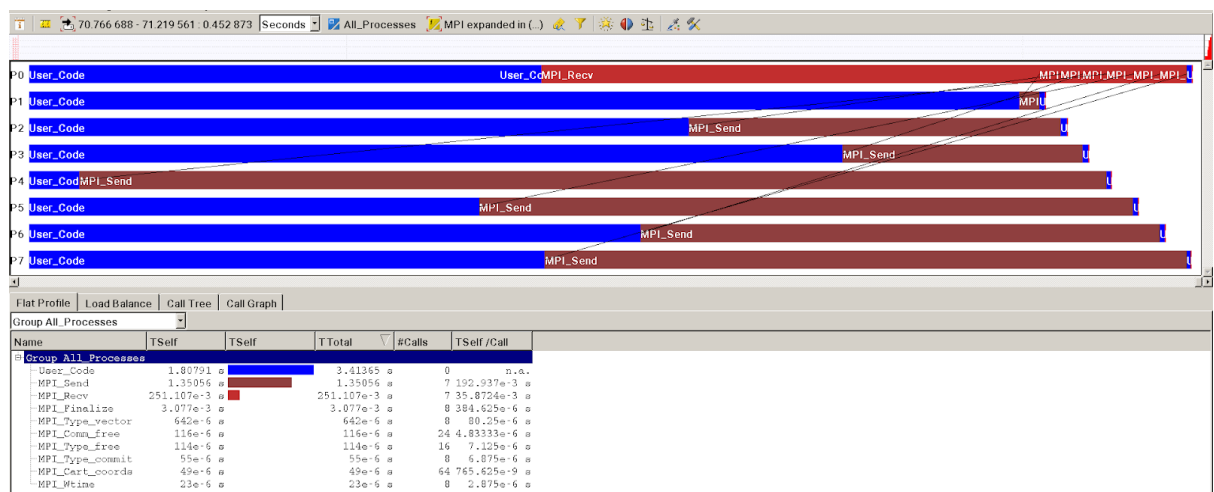 70.766 688 - 71.219 561 : 0.452 873 Seconds All_Processes MPI expanded in (...)
P0 User_Code User_Co MPI_Recv MPI MPI MPI_MPI_MPI_MPI_U
P1 User_Code MPI U
P2 User_Code MPI_Send U
P3 User_Code MPI_Send U
P4 User_Cod MPI_Send U
P5 User_Code MPI_Send U
P6 User_Code MPI_Send U
P7 User_Code MPI_Send U
Flat Profile Load Balance Call Tree Call Graph
Group All_Processes
Name TSelf TSelf TTotal #Calls TSelf /Call
Group All_Processes
User_Code 1.80791 s 3.41365 s 0 n.a.
MPI_Send 1.35056 s 1.35056 s 7 192.937e-3 s
MPI_Recv 251.107e-3 s 251.107e-3 s 7 35.8724e-3 s
MPI_Finalize 3.077e-3 s 3.077e-3 s 8 384.625e-6 s
MPI_Type_vector 642e-6 s 642e-6 s 8 80.25e-6 s
MPI_Comm_free 116e-6 s 116e-6 s 24 4.83333e-6 s
MPI_Type_free 114e-6 s 114e-6 s 16 7.125e-6 s
MPI_Type_commit 55e-6 s 55e-6 s 8 6.875e-6 s
MPI_Cart_coords 49e-6 s 49e-6 s 64 765.625e-9 s
MPI_Wtime 23e-6 s 23e-6 s 8 2.875e-6 s